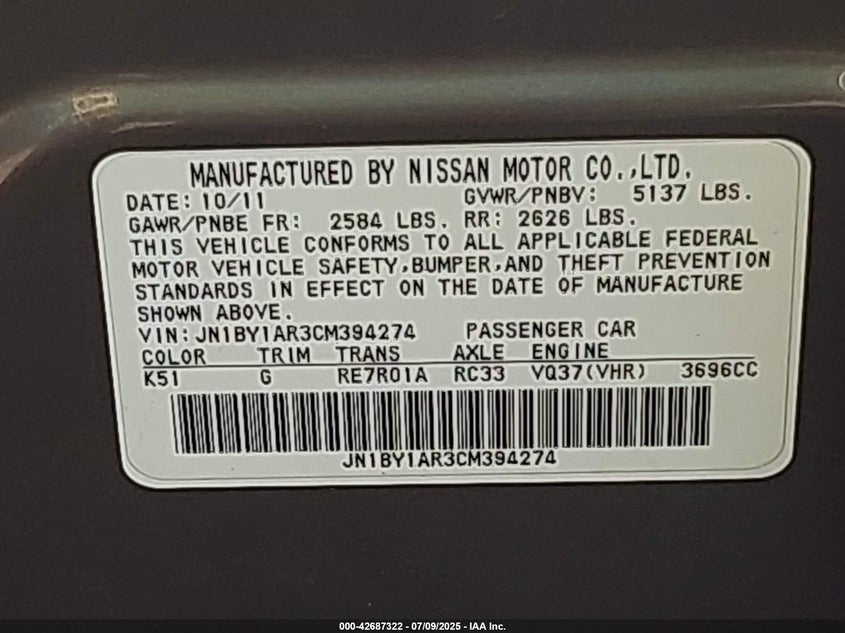 MANUFACTURED BY NISSAN MOTOR CO.,LTD.
DATE: 10/11 GVWR/PNBV: 5137 LBS.
GAWR/PNBE FR: 2584 LBS. RR: 2626 LBS.
THIS VEHICLE CONFORMS TO ALL APPLICABLE FEDERAL
MOTOR VEHICLE SAFETY,BUMPER,AND THEFT PREVENTION
STANDARDS IN EFFECT ON THE DATE OF MANUFACTURE
SHOWN ABOVE.
VIN:JN1BY1AR3CM394274 PASSENGER CAR
COLOR TRIM TRANS AXLE ENGINE
K51 G RE7R01A RC33 VQ37(VHR) 3696CC
JN1BY1AR3CM394274
000-42687322 - 07/09/2025 - IAA Inc.